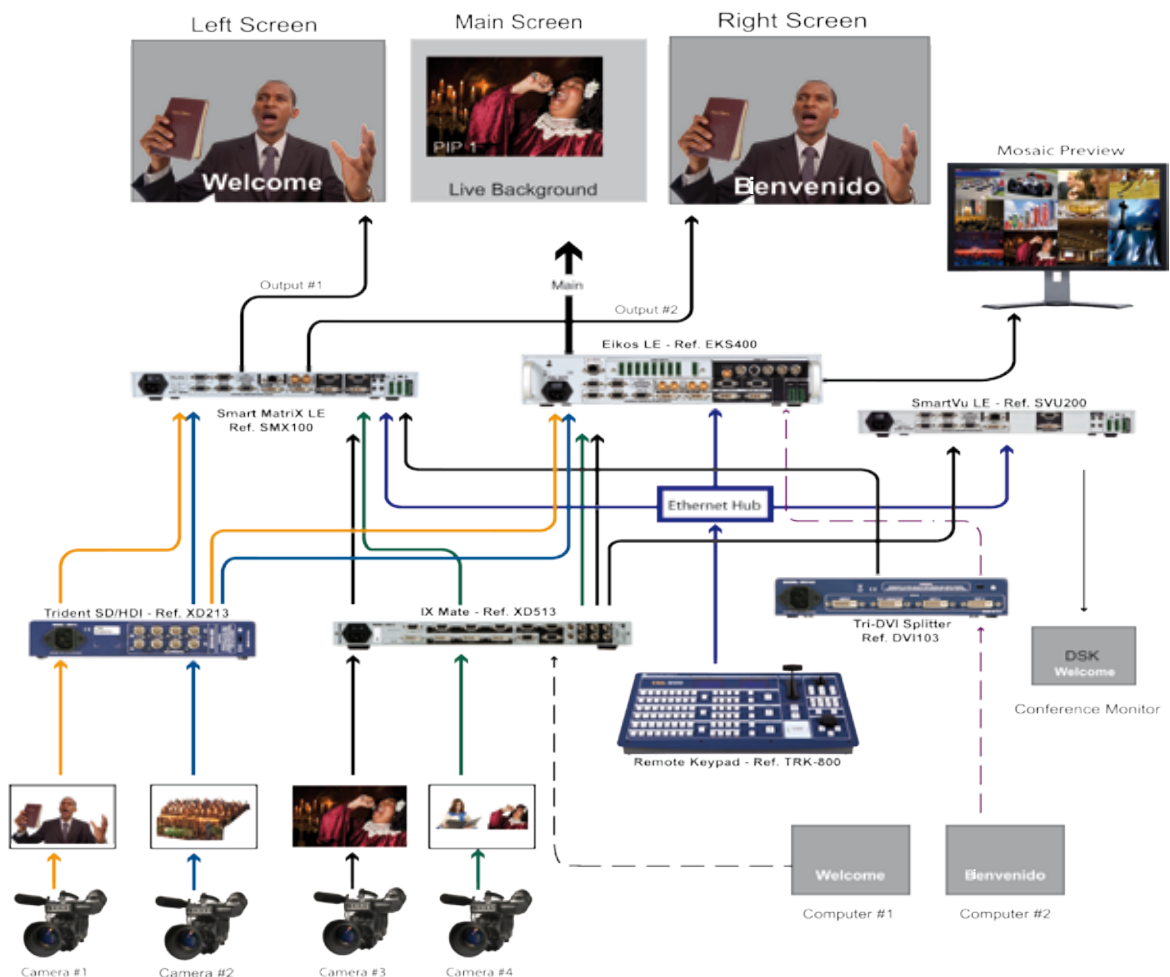 Left Screen
Main Screen
Right Screen
Welcome
PIP 1
Live Background
Bienvenido
Mosaic Preview
Output #1
Main
Output #2
Eikos LE - Ref. EKS400
Smart MatriX LE
Ref. SMX100
SmartVu LE - Ref. SVU200
Ethernet Hub
Trident SD/HDI - Ref. XD213
IX Mate - Ref. XD513
Tri-DVI Splitter
Ref. DVI103
DSK
Welcome
Conference Monitor
Remote Keypad - Ref. TRK-800
Welcome
Bienvenido
Computer #1
Computer #2
Camera #1
Camera #2
Camera #3
Camera #4